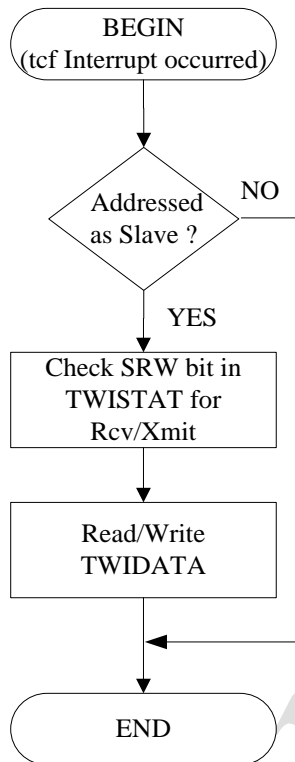 BEGIN
(tcf Interrupt occurred)
Addressed
as Slave ?
NO
YES
Check SRW bit in
TWISTAT for
Rcv/Xmit
Read/Write
TWIDATA
END